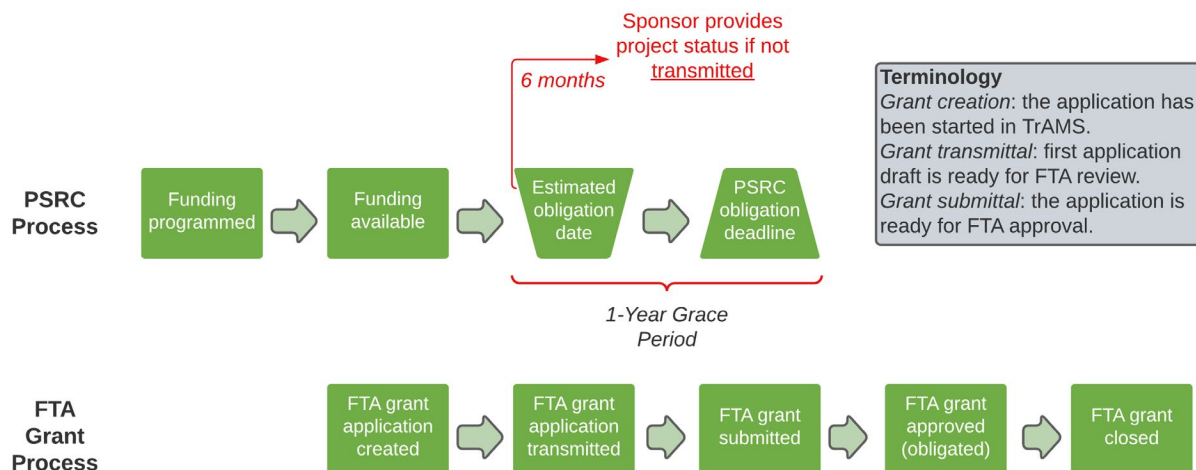 Sponsor provides
project status if not
transmitted
6 months
Terminology
Grant creation: the application has
been started in TrAMS.
Grant transmittal: first application
draft is ready for FTA review.
Grant submittal: the application is
ready for FTA approval.
PSRC
Process
Funding
programmed
Funding
available
Estimated
obligation
date
PSRC
obligation
deadline
1-Year Grace
Period
FTA
Grant
Process
FTA grant
application
created
FTA grant
application
transmitted
FTA grant
submitted
FTA grant
approved
(obligated)
FTA grant
closed